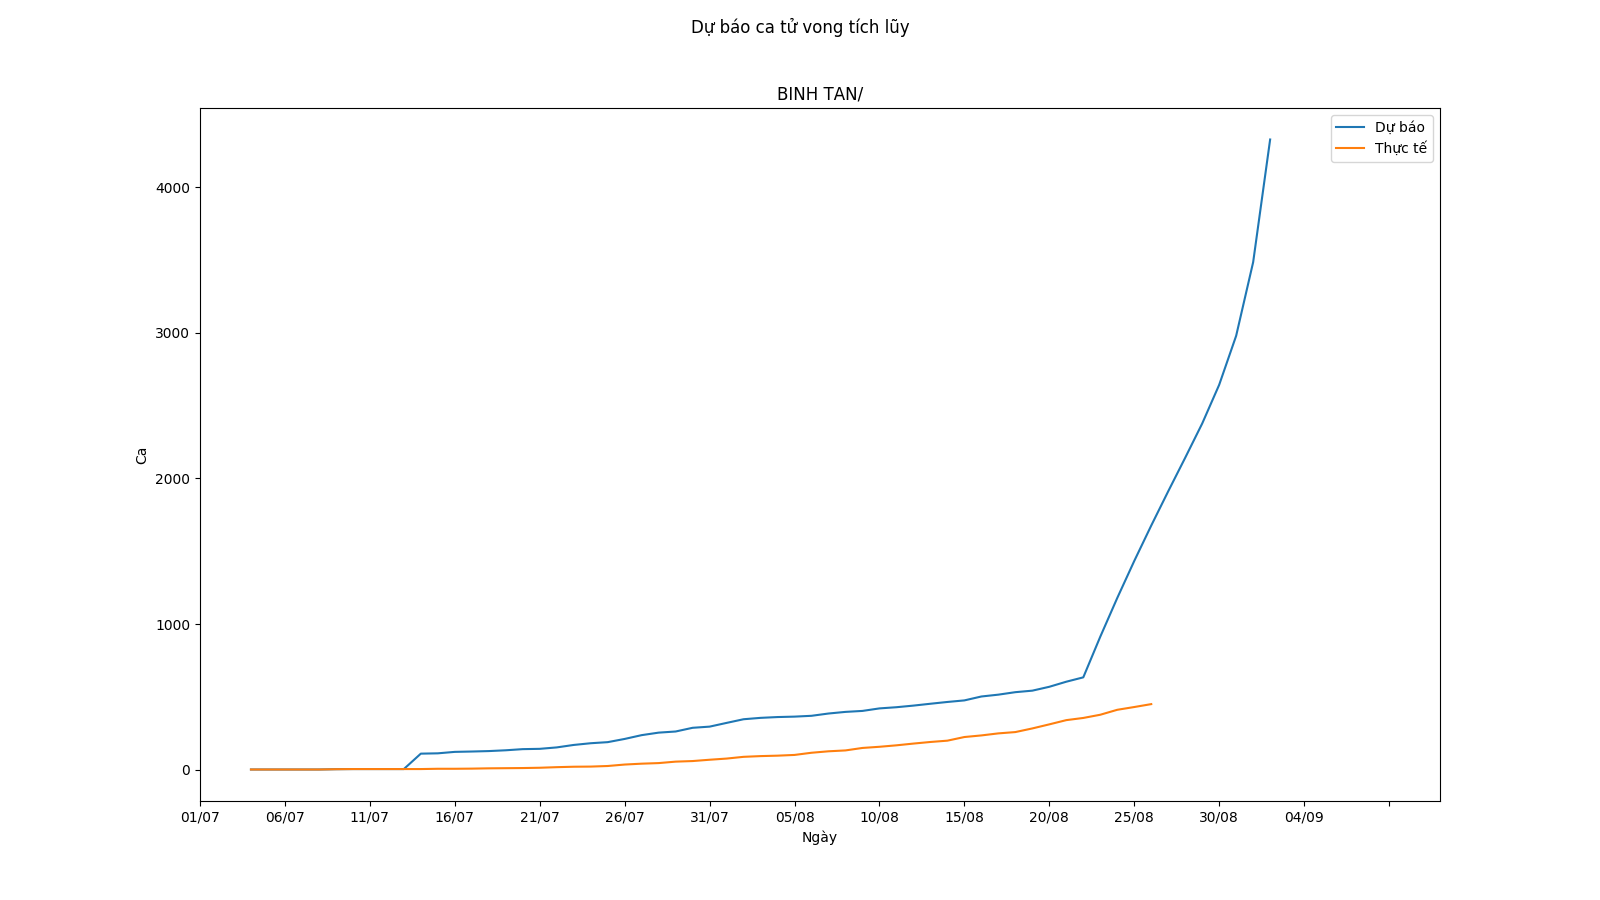 Dự báo ca tử vong tích lũy
BINH TAN/
Dự báo
Thực tế
4000
3000
2000
1000
0
Ca
01/07 06/07 11/07 16/07 21/07 26/07 31/07 05/08 10/08 15/08 20/08 25/08 30/08 04/09
Ngày